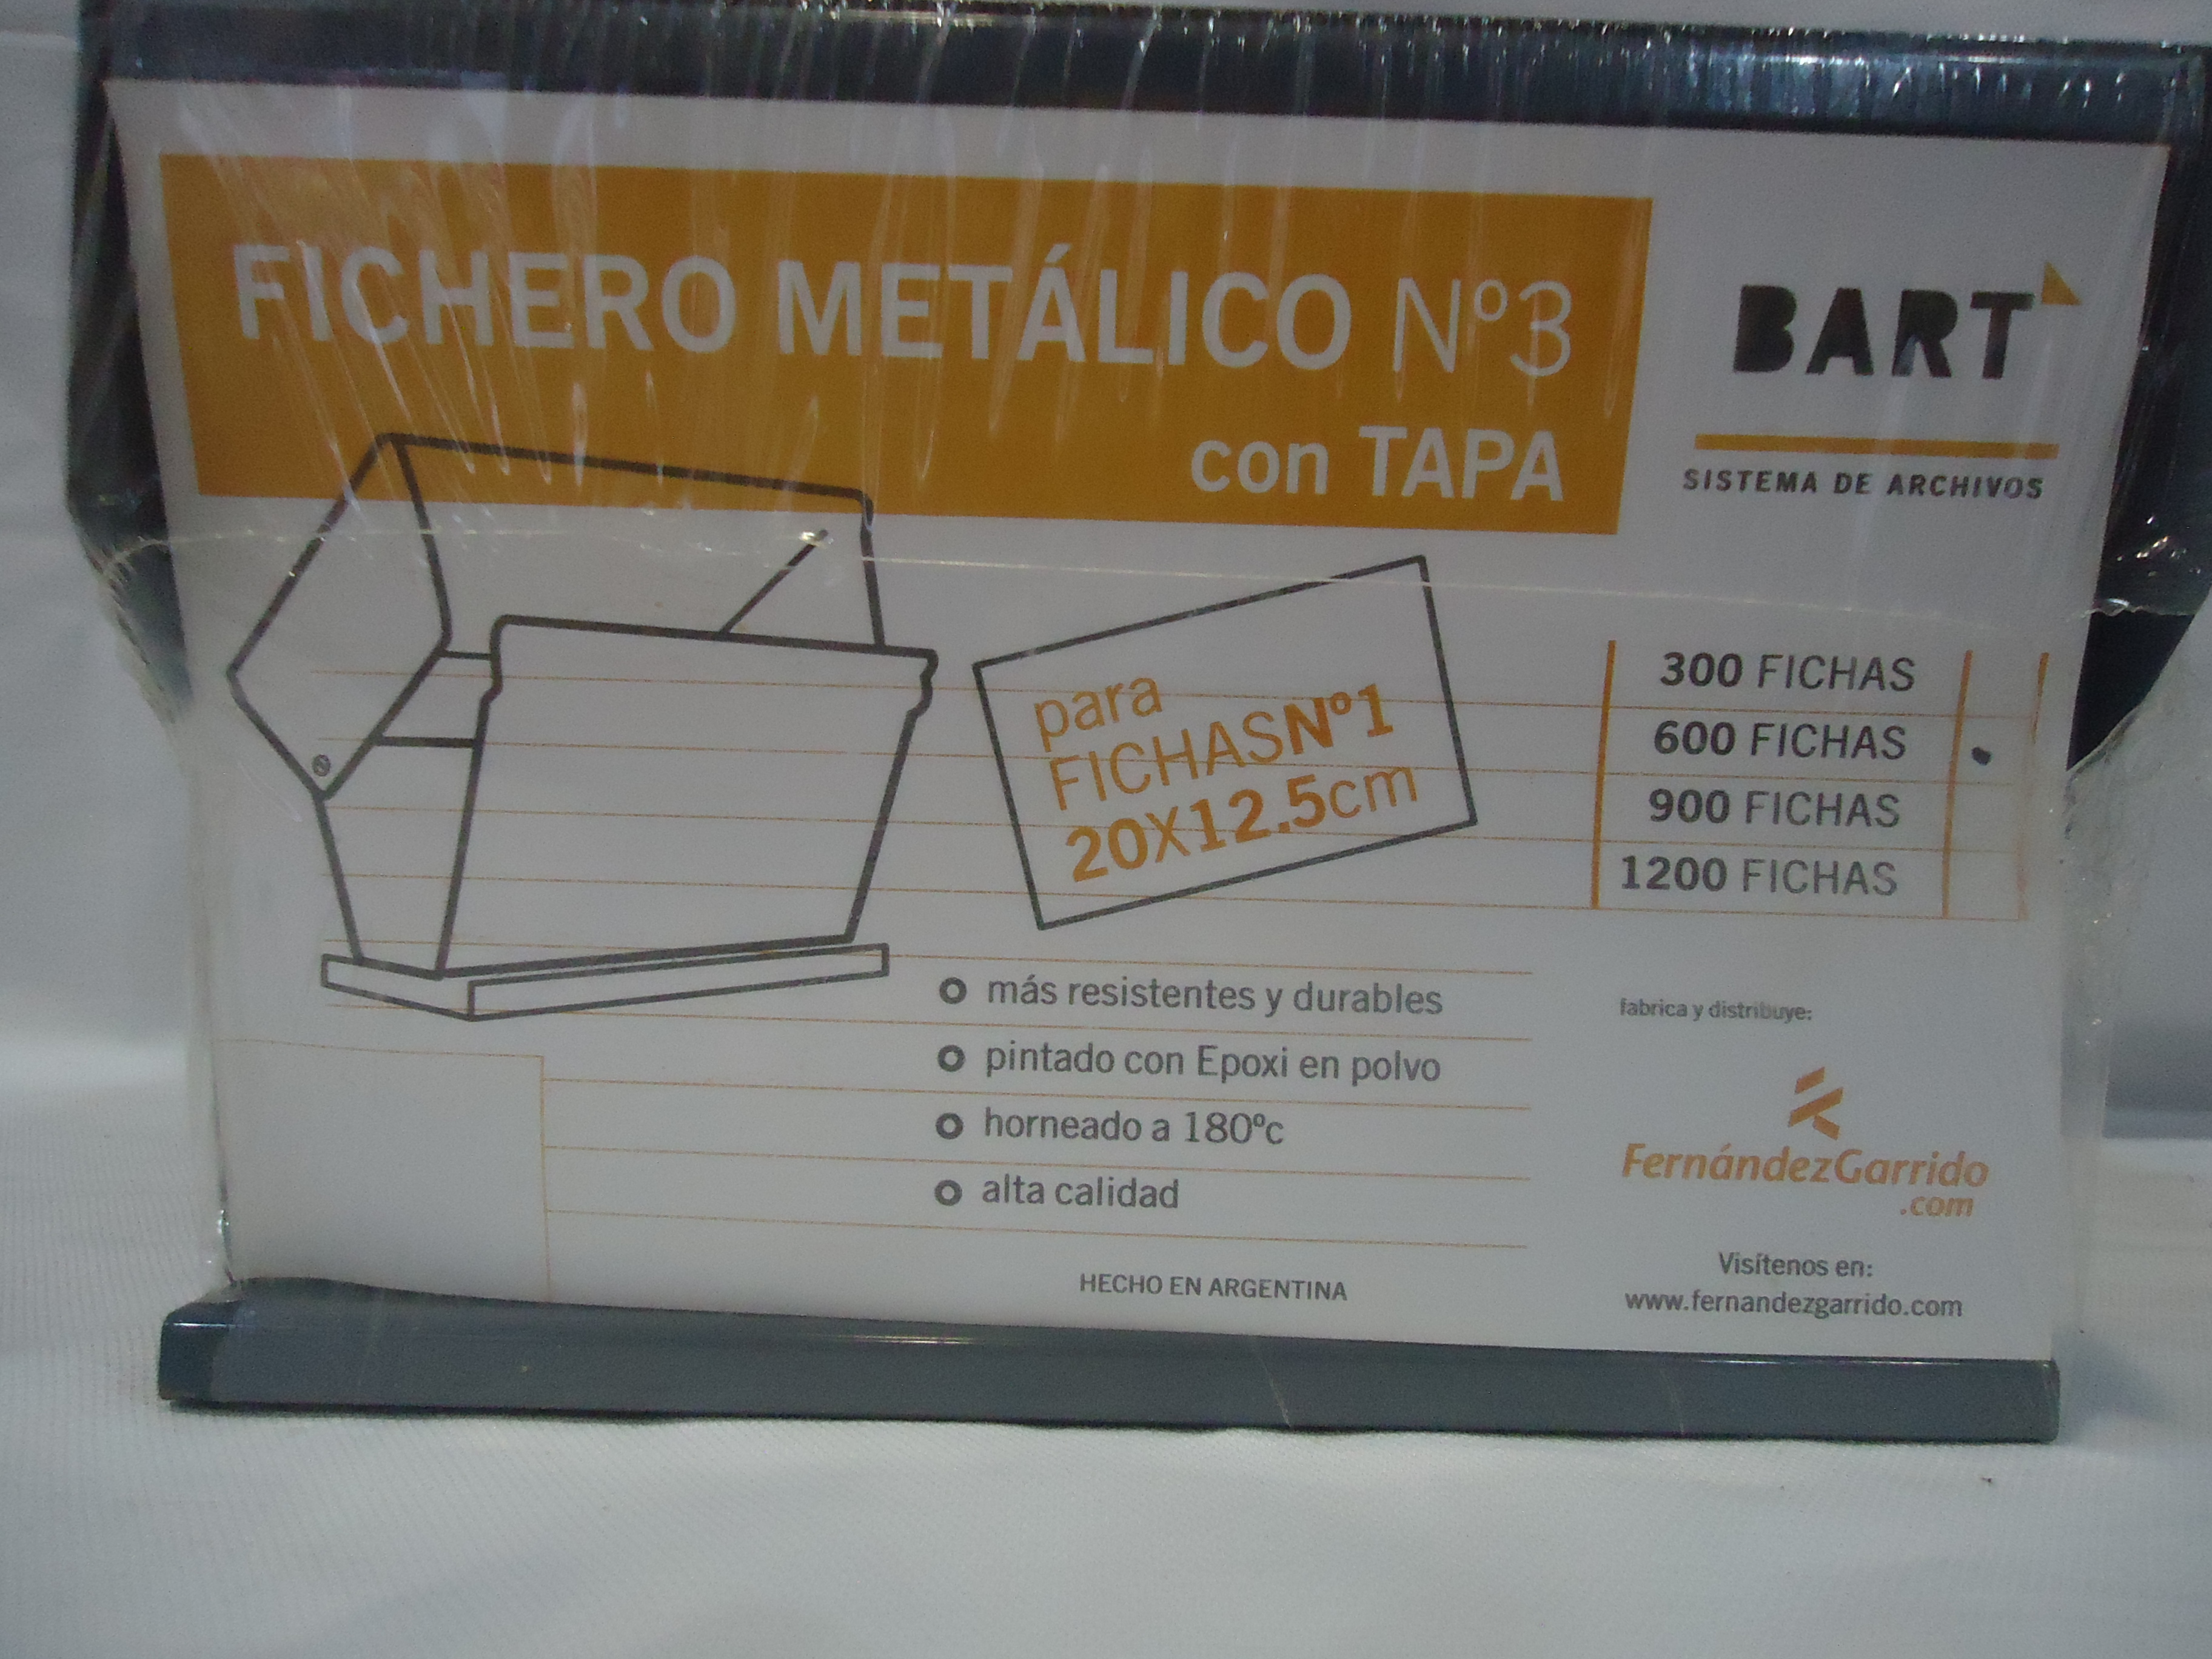 FICHERO METÁLICO Nº3
con TAPA
BART
SISTEMA DE ARCHIVOS
para
FICHAS Nº1
20X12.5cm
300 FICHAS
600 FICHAS
900 FICHAS
1200 FICHAS
más resistentes y durables
pintado con Epoxi en polvo
horneado a 180ºc
alta calidad
HECHO EN ARGENTINA
fabrica y distribuye:
FernándezGarrido
.com
Visítenos en:
www.fernandezgarrido.com